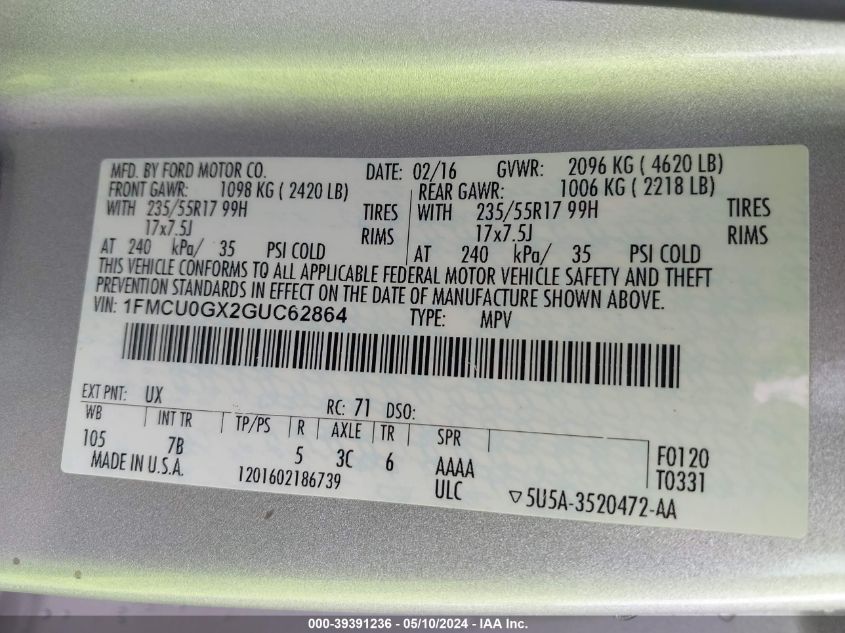 MFD. BY FORD MOTOR CO. DATE: 02/16 GVWR: 2096 KG ( 4620 LB)
FRONT GAWR: 1098 KG ( 2420 LB) REAR GAWR: 1006 KG ( 2218 LB)
WITH 235/55R17 99H TIRES WITH 235/55R17 99H TIRES
17x7.5J RIMS 17x7.5J RIMS
AT 240 kPa/ 35 PSI COLD AT 240 kPa/ 35 PSI COLD
THIS VEHICLE CONFORMS TO ALL APPLICABLE FEDERAL MOTOR VEHICLE SAFETY AND THEFT
PREVENTION STANDARDS IN EFFECT ON THE DATE OF MANUFACTURE SHOWN ABOVE.
VIN: 1FMCU0GX2GUC62864 TYPE: MPV
EXT PNT: UX RC: 71 DSO:
WB INT TR TP/PS R AXLE TR SPR
105 7B 5 3C 6 AAAA F0120
MADE IN U.S.A. 1201602186739 ULC T0331
5U5A-3520472-AA
000-39391236 - 05/10/2024 - IAA Inc.